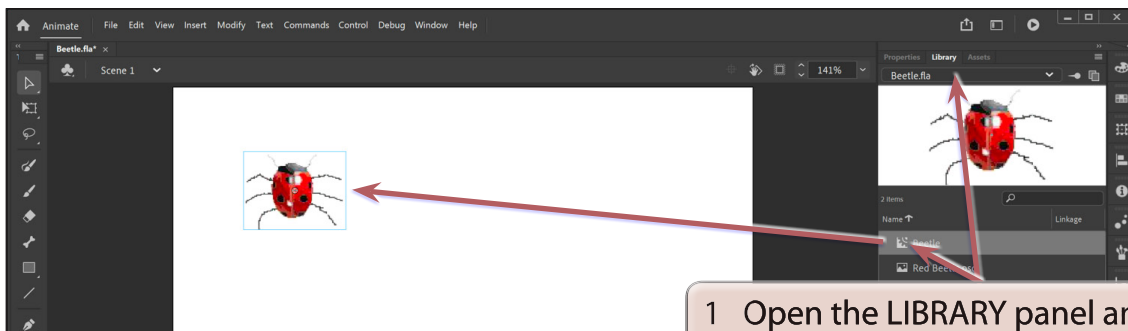 Animate File Edit View Insert Modify Text Commands Control Debug Window Help
Beetle.fla* ×
Scene 1
141%
Properties Library Assets
Beetle.fla
2 Items
Name Linkage
Beetle
Red Bee
1 Open the LIBRARY panel an